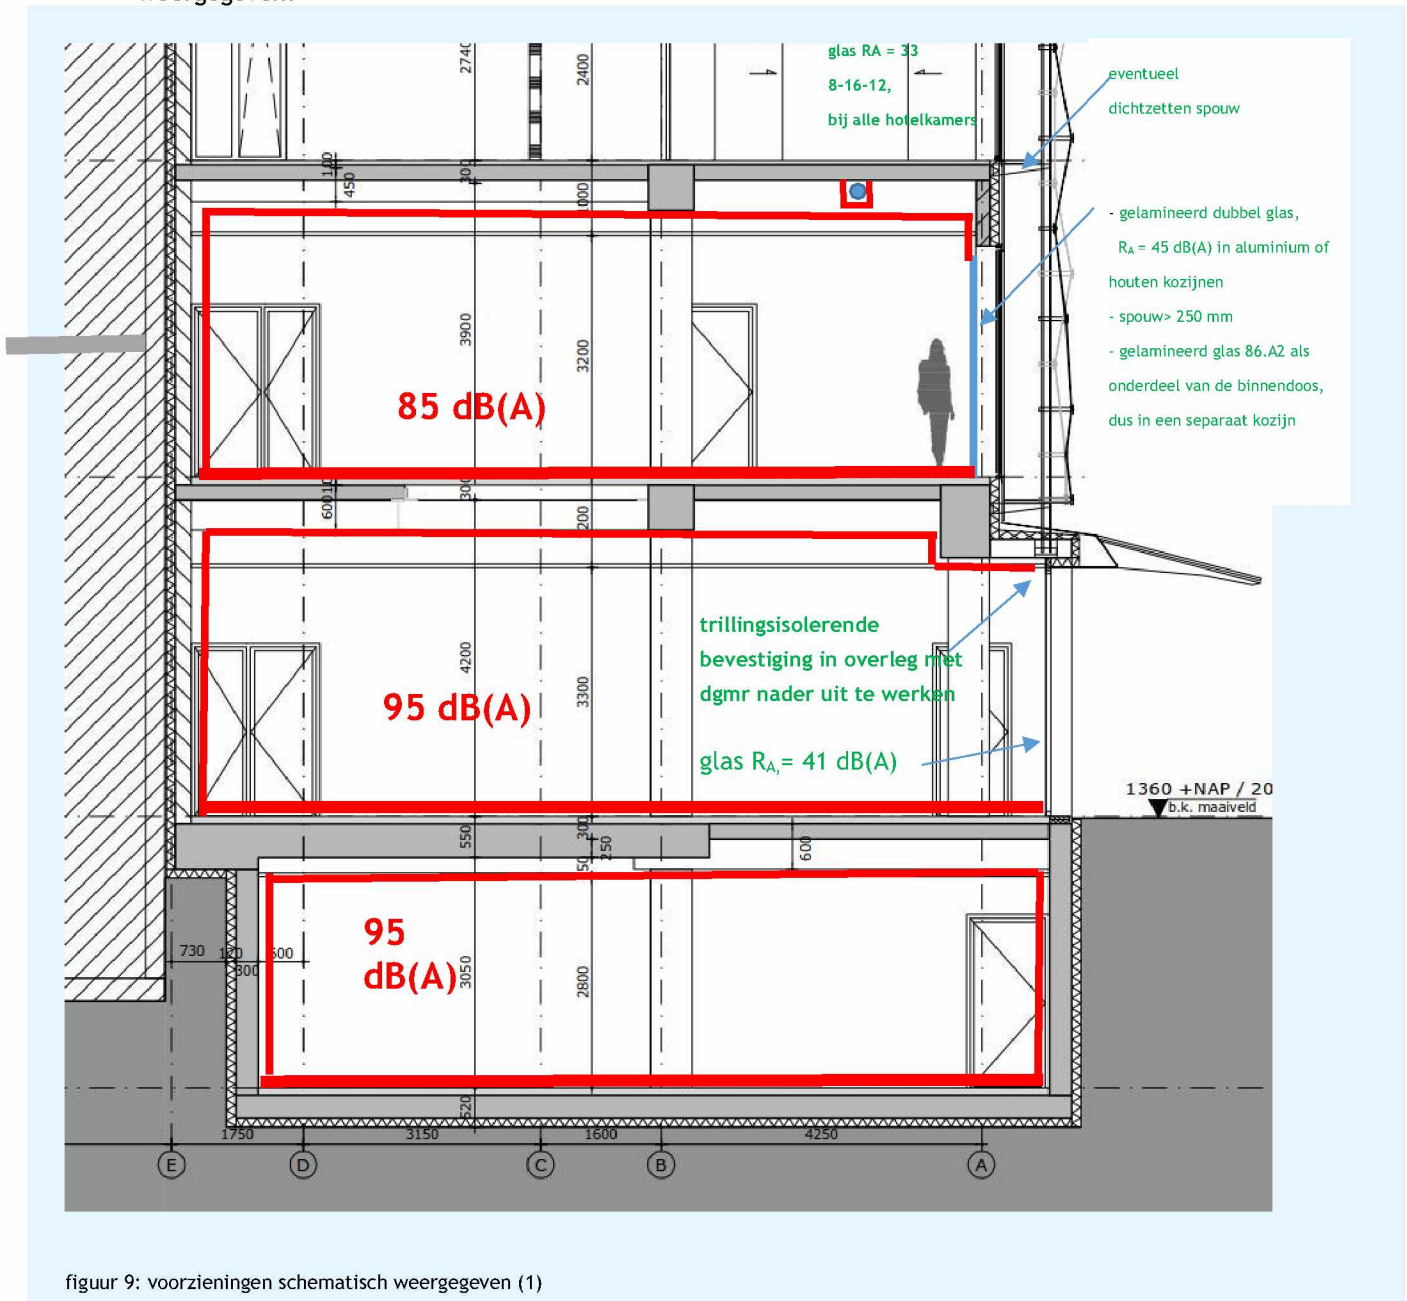 glas RA = 33
8-16-12,
bij alle hotelkamers
eventueel
dichtzetten spouw
- gelamineerd dubbel glas,
RA = 45 dB(A) in aluminium of
houten kozijnen
- spouw> 250 mm
- gelamineerd glas 86.A2 als
onderdeel van de binnendoos,
dus in een separaat kozijn
2740
2400
100
450
300
1000
3900
3200
85 dB(A)
600
10
300
200
trillingsisolerende
bevestiging in overleg met
dgmr nader uit te werken
4200
3300
95 dB(A)
glas RA,= 41 dB(A)
1360 +NAP / 20
b.k. maaiveld
550
300
250
50
600
95
dB(A)
730
120
500
300
3050
2800
520
1750
3150
1600
4250
E
D
C
B
A
figuur 9: voorzieningen schematisch weergegeven (1)